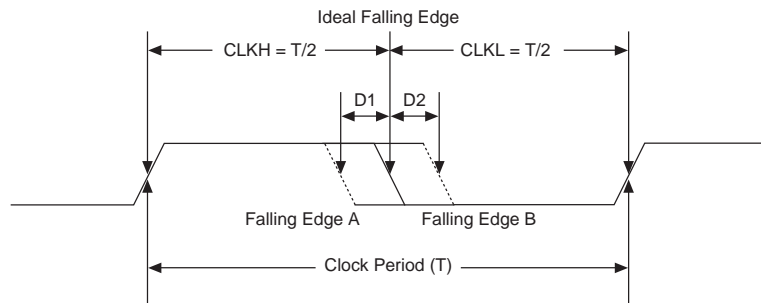 Ideal Falling Edge
CLKH = T/2
CLKL = T/2
D1
D2
Falling Edge A
Falling Edge B
Clock Period (T)